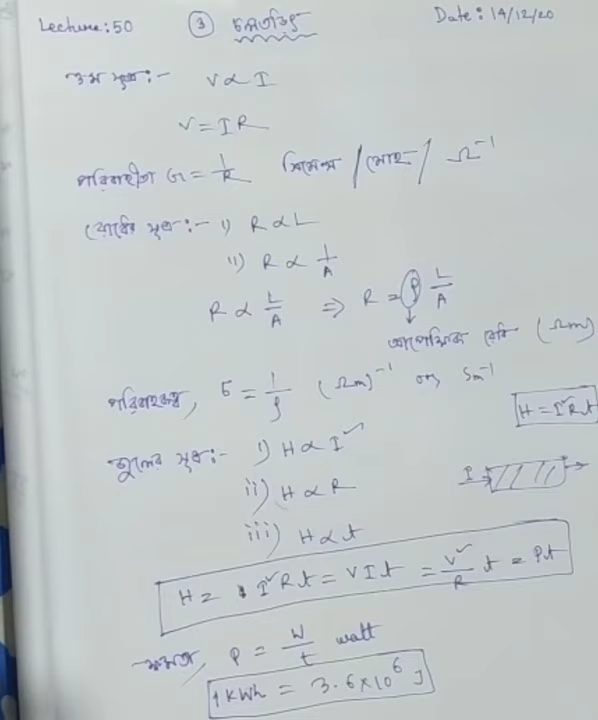 Lecture: 50 ③ চলতড়িৎ Date: 14/12/20
ওহম সূত্র:- V ∝ I
V = IR
পরিবাহীতা G = 1/R সিমেন্স / মোহ / Ω⁻¹
রোধের সূত্র:- i) R ∝ L
ii) R ∝ 1/A
R ∝ L/A ⇒ R = ρ L/A
আপেক্ষিক রোধ (Ωm)
পরিবাহকত্ব, σ = 1/ρ (Ωm)⁻¹ or, Sm⁻¹
H = I²Rt
জুলের সূত্র:- i) H ∝ I²
I
ii) H ∝ R
iii) H ∝ t
H = I²Rt = VIt = V²/R t = Pt
ক্ষমতা, P = W/t watt
1 kWh = 3.6×10⁶ J